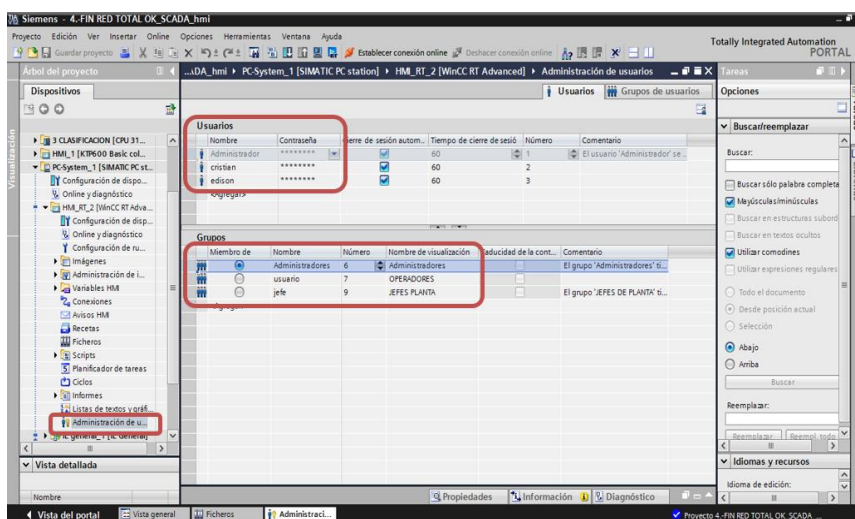 Siemens - 4.-FIN RED TOTAL OK_SCADA_hmi
Proyecto Edición Ver Insertar Online Opciones Herramientas Ventana Ayuda
Guardar proyecto Establecer conexión online Deshacer conexión online
Totally Integrated Automation
PORTAL
Árbol del proyecto
...DA_hmi PC-System_1 [SIMATIC PC station] HMI_RT_2 [WinCC RT Advanced] Administración de usuarios
Tareas
Dispositivos
Usuarios Grupos de usuarios
Opciones
Visualización
3 CLASIFICACION [CPU 31...
HMI_1 [KTP600 Basic col...
PC-System_1 [SIMATIC PC st...
Configuración de dispo...
Online y diagnóstico
HMI_RT_2 [WinCC RT Adva...
Configuración de disp...
Online y diagnóstico
Configuración de ru...
Imágenes
Administración de i...
Variables HMI
Conexiones
Avisos HMI
Recetas
Ficheros
Scripts
Planificador de tareas
Ciclos
Informes
Listas de textos y gráfi...
Administración de u...
Vista detallada
Nombre
Usuarios
Nombre Contraseña Cierre de sesión autom.. Tiempo de cierre de sesió Número Comentario
Administrador ******** 60 1 El usuario 'Administrador' se ..
cristian ******** 60 2
edison ******** 60 3
<Agregar>
Grupos
Miembro de Nombre Número Nombre de visualización Caducidad de la cont... Comentario
Administradores 6 Administradores El grupo 'Administradores' ti...
usuario 7 OPERADORES
jefe 9 JEFES PLANTA El grupo 'JEFES DE PLANTA' ti...
Buscar/reemplazar
Buscar:
Buscar sólo palabra completa
Mayúsculas/minúsculas
Buscar en estructuras subord
Buscar en textos ocultos
Utilizar comodines
Utilizar expresiones regulares
Todo el documento
Desde posición actual
Selección
Abajo
Arriba
Buscar
Reemplazar:
Reemplazar Reempl. todo
Idiomas y recursos
Idioma de edición:
Propiedades Información Diagnóstico
Vista del portal Vista general Ficheros Administraci...
Proyecto 4.-FIN RED TOTAL OK_SCADA_...